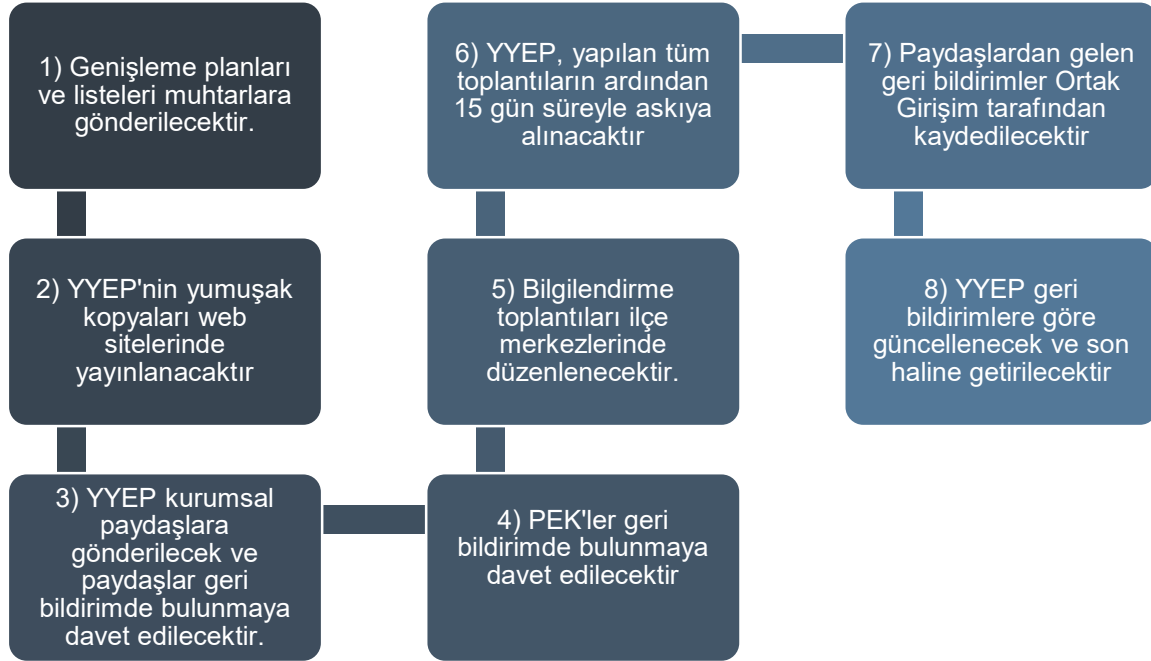 1) Genişleme planları
ve listeleri muhtarlara
gönderilecektir.
2) YYEP'nin yumuşak
kopyaları web
sitelerinde
yayınlanacaktır
3) YYEP kurumsal
paydaşlara
gönderilecek ve
paydaşlar geri
bildirimde bulunmaya
davet edilecektir.
4) PEK'ler geri
bildirimde bulunmaya
davet edilecektir
5) Bilgilendirme
toplantıları ilçe
merkezlerinde
düzenlenecektir.
6) YYEP, yapılan tüm
toplantıların ardından
15 gün süreyle askıya
alınacaktır
7) Paydaşlardan gelen
geri bildirimler Ortak
Girişim tarafından
kaydedilecektir
8) YYEP geri
bildirimlere göre
güncellenecek ve son
haline getirilecektir